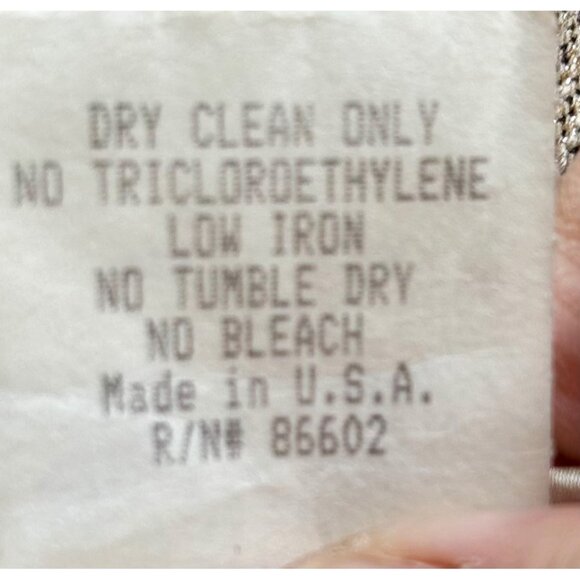 DRY CLEAN ONLY
NO TRICLOROETHYLENE
LOW IRON
NO TUMBLE DRY
NO BLEACH
Made in U.S.A.
R/N# 86602